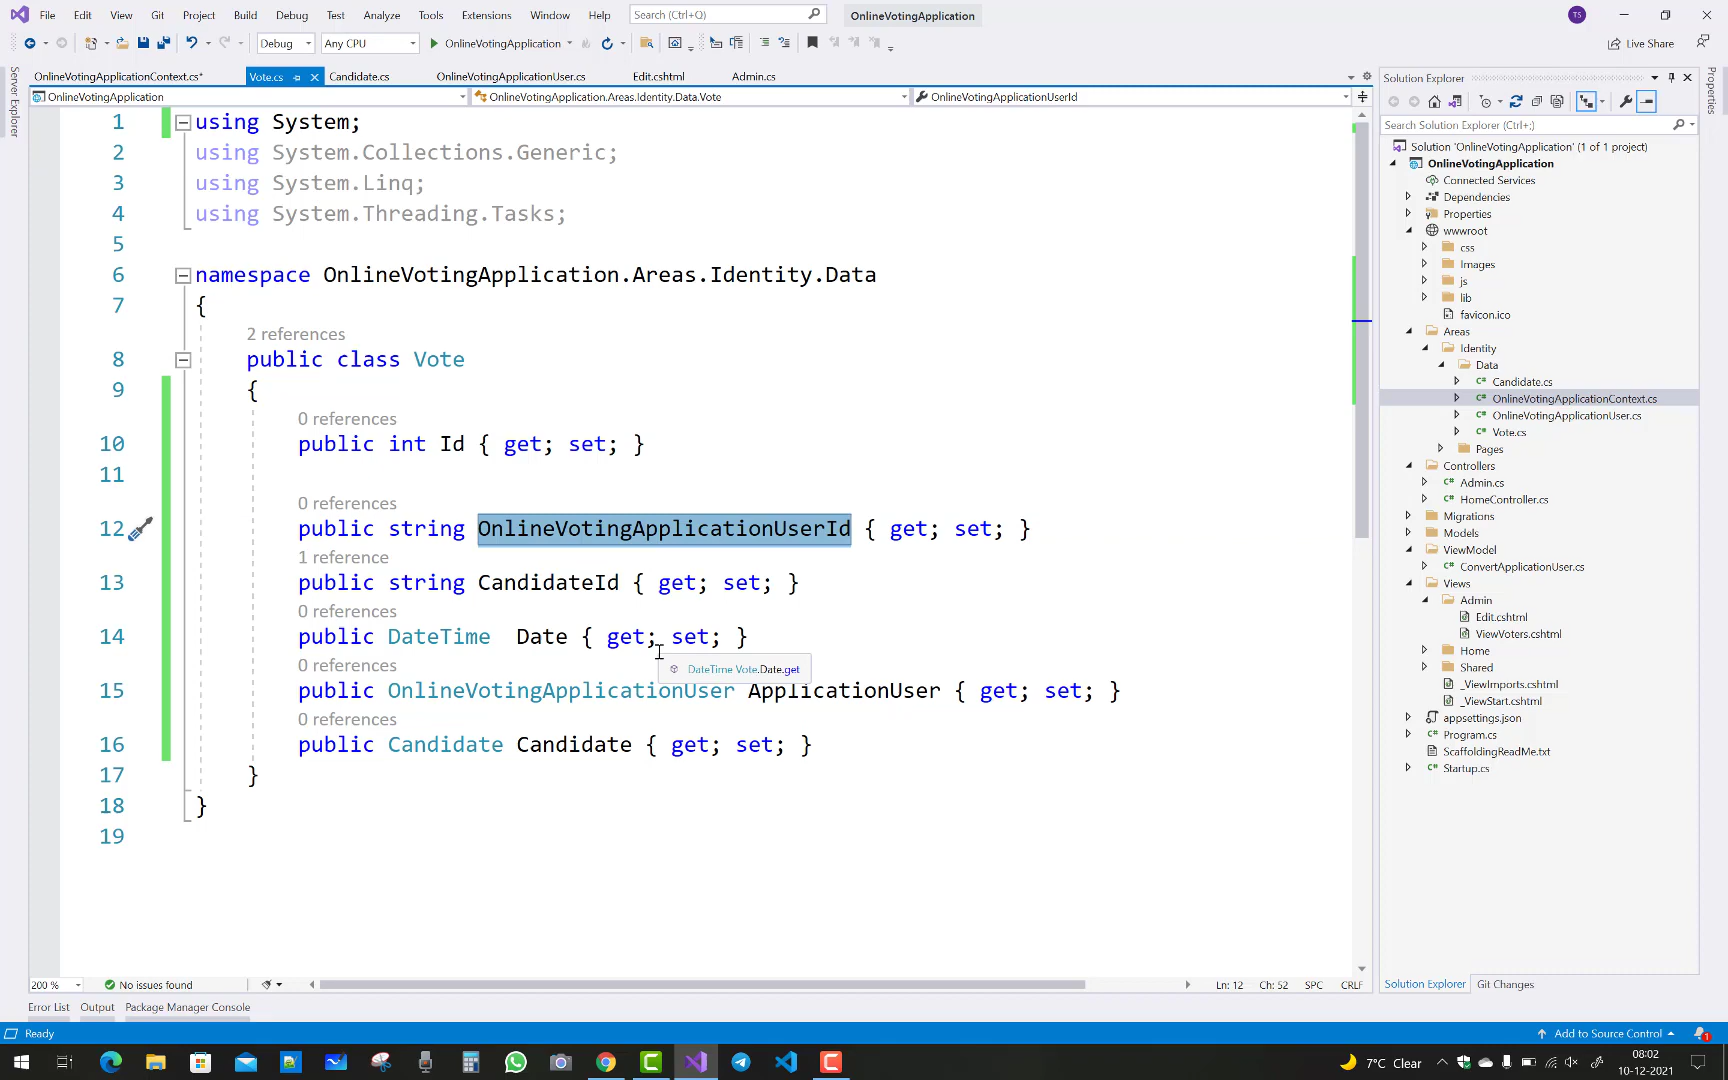 File Edit View Git Project Build Debug Test Analyze Tools Extensions Window Help Search (Ctrl+Q) OnlineVotingApplication TS
Debug Any CPU OnlineVotingApplication Live Share
OnlineVotingApplicationContext.cs* Vote.cs Candidate.cs OnlineVotingApplicationUser.cs Edit.cshtml Admin.cs
OnlineVotingApplication OnlineVotingApplication.Areas.Identity.Data.Vote OnlineVotingApplicationUserId
Server Explorer
1 using System;
2 using System.Collections.Generic;
3 using System.Linq;
4 using System.Threading.Tasks;
5
6 namespace OnlineVotingApplication.Areas.Identity.Data
7 {
2 references
8 public class Vote
9 {
0 references
10 public int Id { get; set; }
11
0 references
12 public string OnlineVotingApplicationUserId { get; set; }
1 reference
13 public string CandidateId { get; set; }
0 references
14 public DateTime Date { get; set; }
DateTime Vote.Date.get
0 references
15 public OnlineVotingApplicationUser ApplicationUser { get; set; }
0 references
16 public Candidate Candidate { get; set; }
17 }
18 }
19
200 % No issues found Ln: 12 Ch: 52 SPC CRLF
Error List Output Package Manager Console
Solution Explorer
Search Solution Explorer (Ctrl+;)
Solution 'OnlineVotingApplication' (1 of 1 project)
OnlineVotingApplication
Connected Services
Dependencies
Properties
wwwroot
css
Images
js
lib
favicon.ico
Areas
Identity
Data
C# Candidate.cs
C# OnlineVotingApplicationContext.cs
C# OnlineVotingApplicationUser.cs
C# Vote.cs
Pages
Controllers
C# Admin.cs
C# HomeController.cs
Migrations
Models
ViewModel
C# ConvertApplicationUser.cs
Views
Admin
Edit.cshtml
ViewVoters.cshtml
Home
Shared
_ViewImports.cshtml
_ViewStart.cshtml
appsettings.json
C# Program.cs
ScaffoldingReadMe.txt
C# Startup.cs
Solution Explorer Git Changes
Properties
Ready Add to Source Control 1
7°C Clear 08:02
10-12-2021